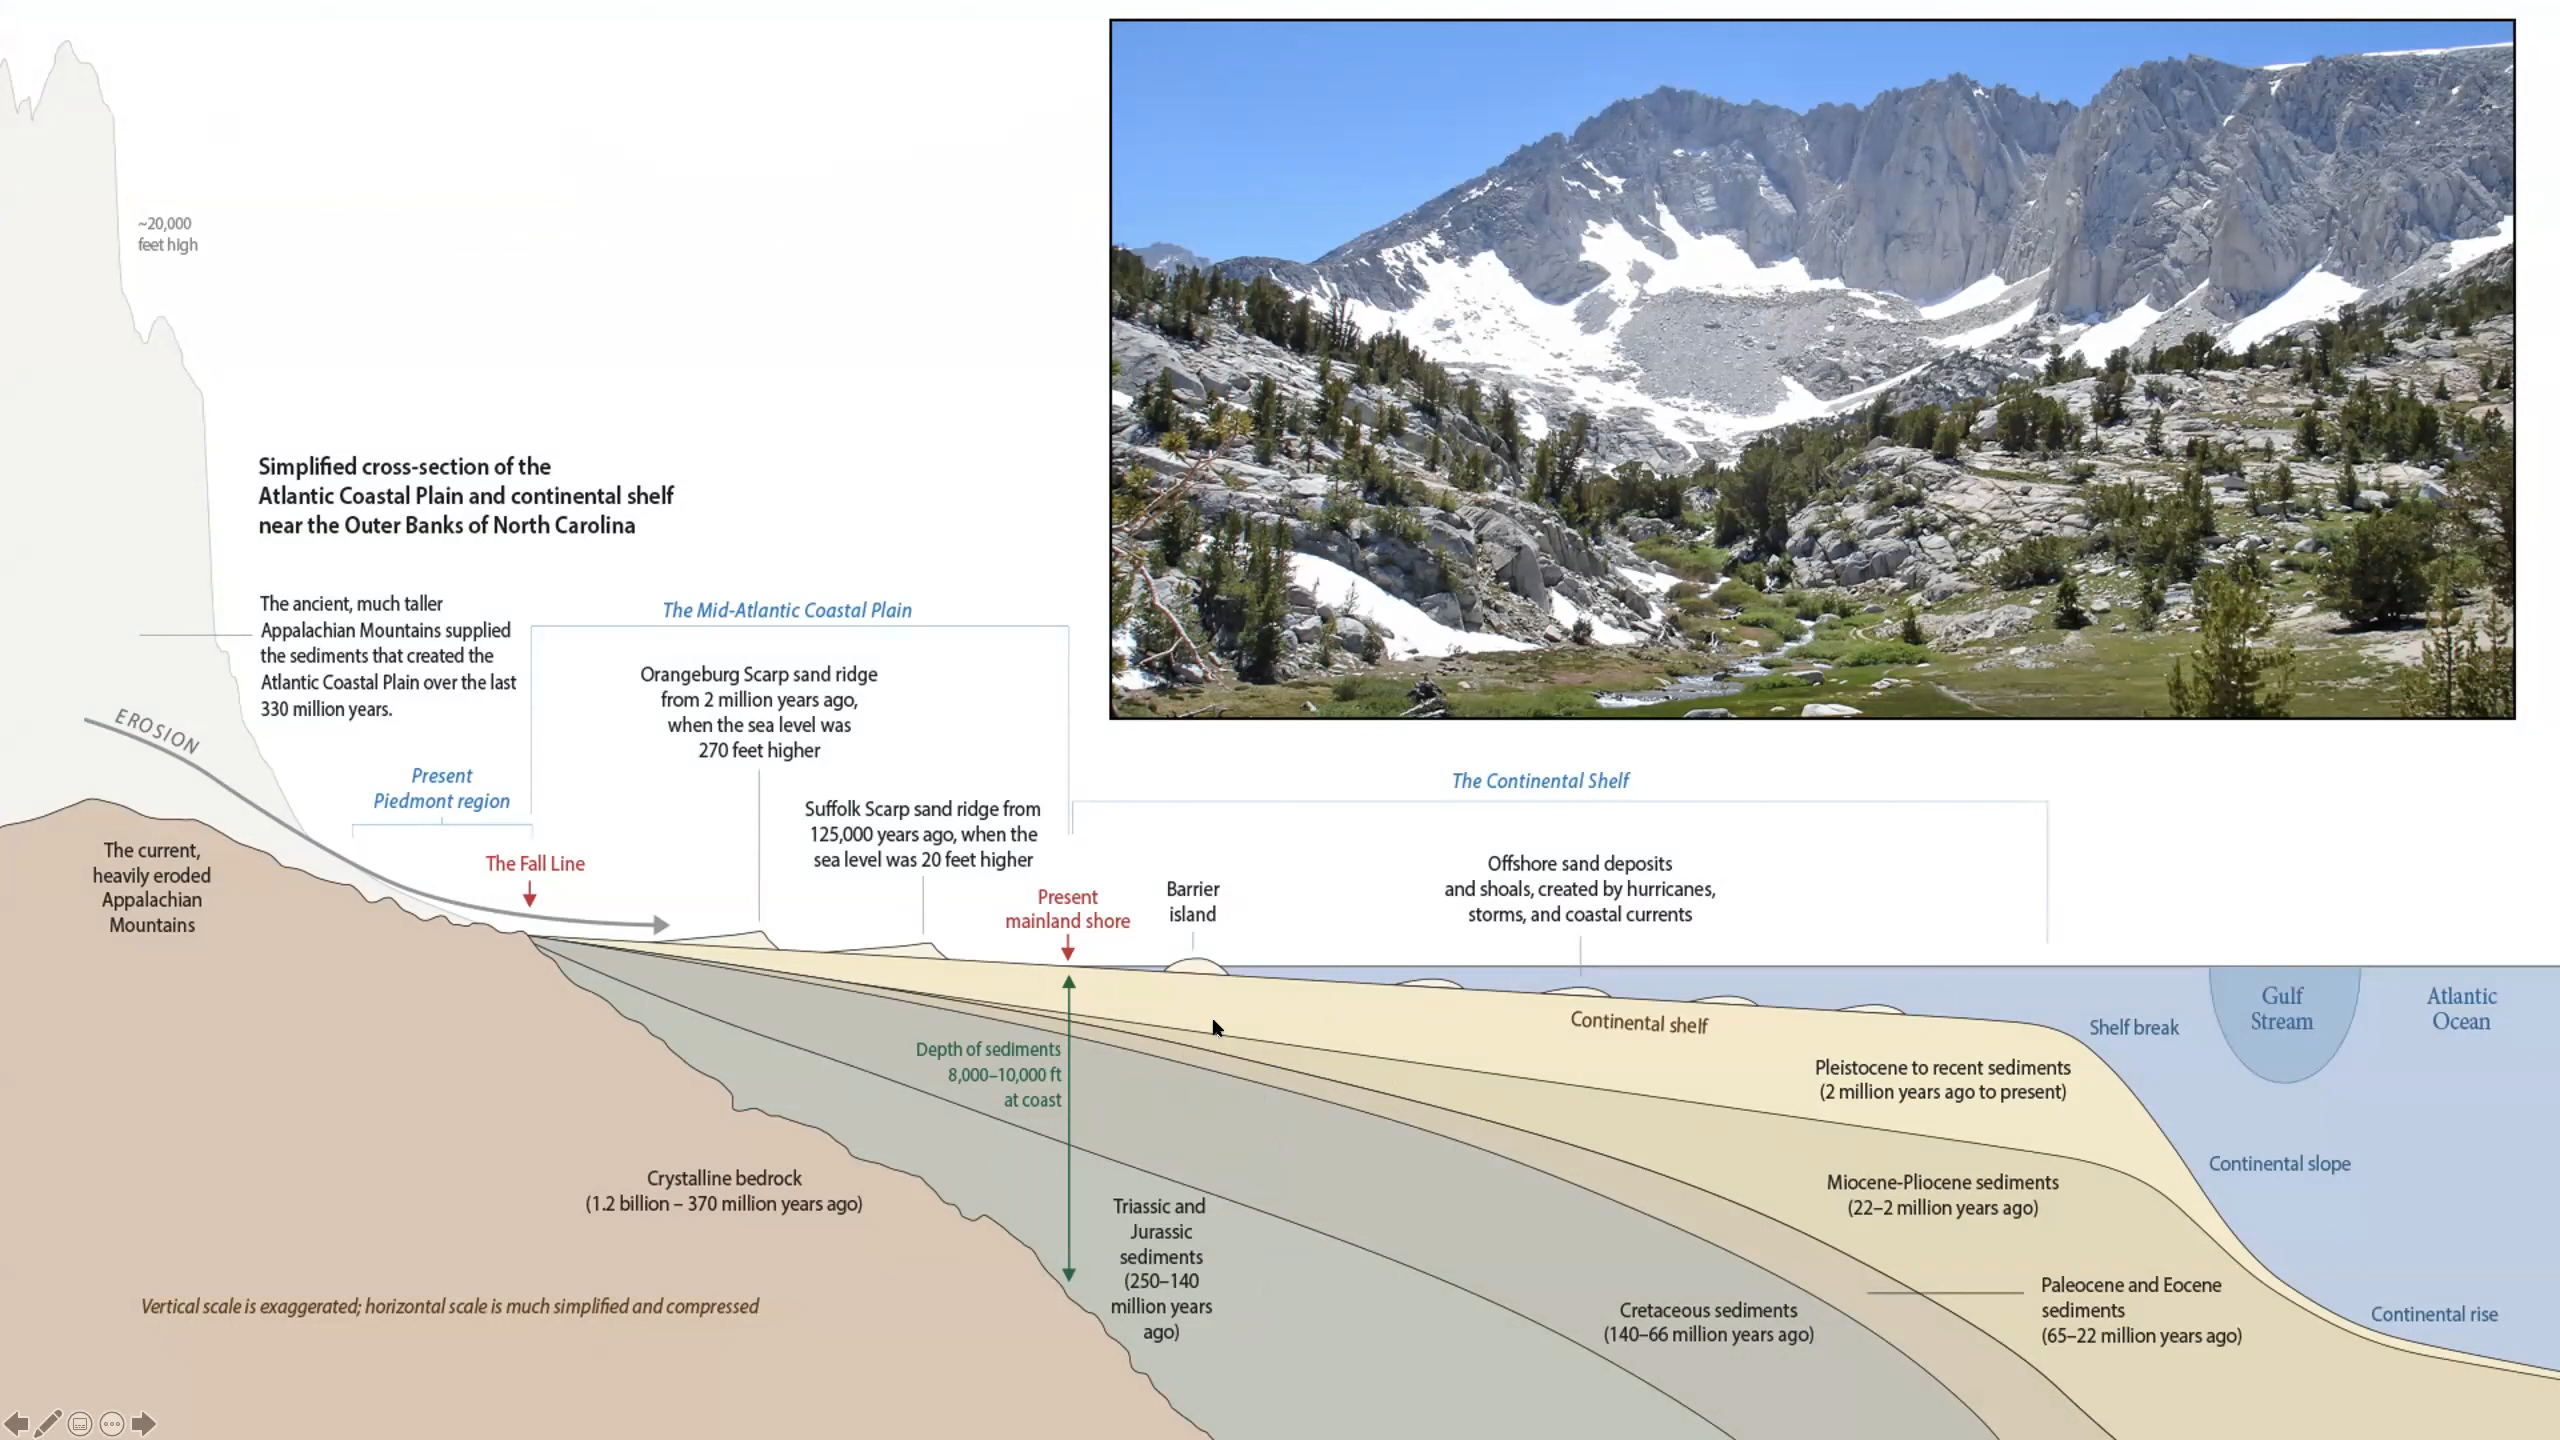 ~20,000
feet high
Simplified cross-section of the
Atlantic Coastal Plain and continental shelf
near the Outer Banks of North Carolina
The ancient, much taller
Appalachian Mountains supplied
the sediments that created the
Atlantic Coastal Plain over the last
330 million years.
EROSION
Present
Piedmont region
The Mid-Atlantic Coastal Plain
Orangeburg Scarp sand ridge
from 2 million years ago,
when the sea level was
270 feet higher
Suffolk Scarp sand ridge from
125,000 years ago, when the
sea level was 20 feet higher
The Continental Shelf
The current,
heavily eroded
Appalachian
Mountains
The Fall Line
Present
mainland shore
Barrier
island
Offshore sand deposits
and shoals, created by hurricanes,
storms, and coastal currents
Continental shelf
Shelf break
Gulf
Stream
Atlantic
Ocean
Depth of sediments
8,000–10,000 ft
at coast
Pleistocene to recent sediments
(2 million years ago to present)
Continental slope
Crystalline bedrock
(1.2 billion – 370 million years ago)
Triassic and
Jurassic
sediments
(250–140
million years
ago)
Miocene-Pliocene sediments
(22–2 million years ago)
Cretaceous sediments
(140–66 million years ago)
Paleocene and Eocene
sediments
(65–22 million years ago)
Continental rise
Vertical scale is exaggerated; horizontal scale is much simplified and compressed